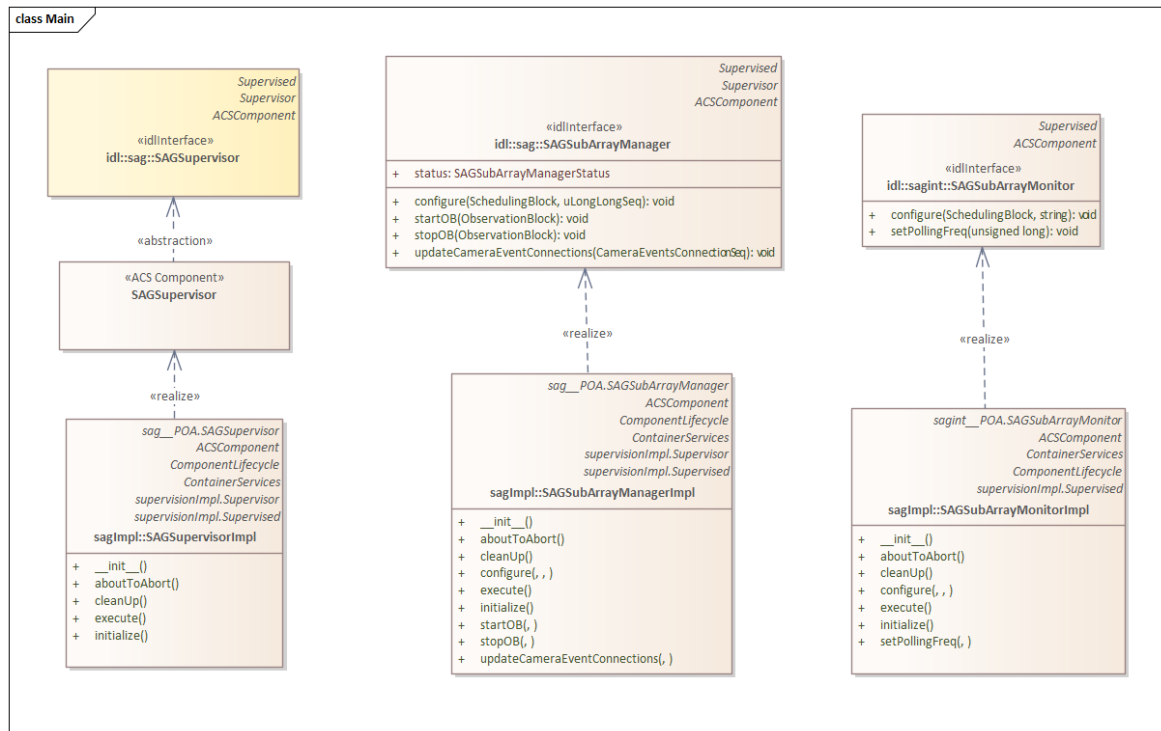 class Main
Supervised
Supervisor
ACSComponent
«idlInterface»
idl::sag::SAGSupervisor
«abstraction»
«ACS Component»
SAGSupervisor
«realize»
sag__POA.SAGSupervisor
ACSComponent
ComponentLifecycle
ContainerServices
supervisionImpl.Supervisor
supervisionImpl.Supervised
sagImpl::SAGSupervisorImpl
+ __init__()
+ aboutToAbort()
+ cleanUp()
+ execute()
+ initialize()
Supervised
Supervisor
ACSComponent
«idlInterface»
idl::sag::SAGSubArrayManager
+ status: SAGSubArrayManagerStatus
+ configure(SchedulingBlock, uLongLongSeq): void
+ startOB(ObservationBlock): void
+ stopOB(ObservationBlock): void
+ updateCameraEventConnections(CameraEventsConnectionSeq): void
«realize»
sag__POA.SAGSubArrayManager
ACSComponent
ComponentLifecycle
ContainerServices
supervisionImpl.Supervisor
supervisionImpl.Supervised
sagImpl::SAGSubArrayManagerImpl
+ __init__()
+ aboutToAbort()
+ cleanUp()
+ configure(, , )
+ execute()
+ initialize()
+ startOB(, )
+ stopOB(, )
+ updateCameraEventConnections(, )
Supervised
ACSComponent
«idlInterface»
idl::sagint::SAGSubArrayMonitor
+ configure(SchedulingBlock, string): void
+ setPollingFreq(unsigned long): void
«realize»
sagint__POA.SAGSubArrayMonitor
ACSComponent
ContainerServices
ComponentLifecycle
supervisionImpl.Supervised
sagImpl::SAGSubArrayMonitorImpl
+ __init__()
+ aboutToAbort()
+ cleanUp()
+ configure(, , )
+ execute()
+ initialize()
+ setPollingFreq(, )